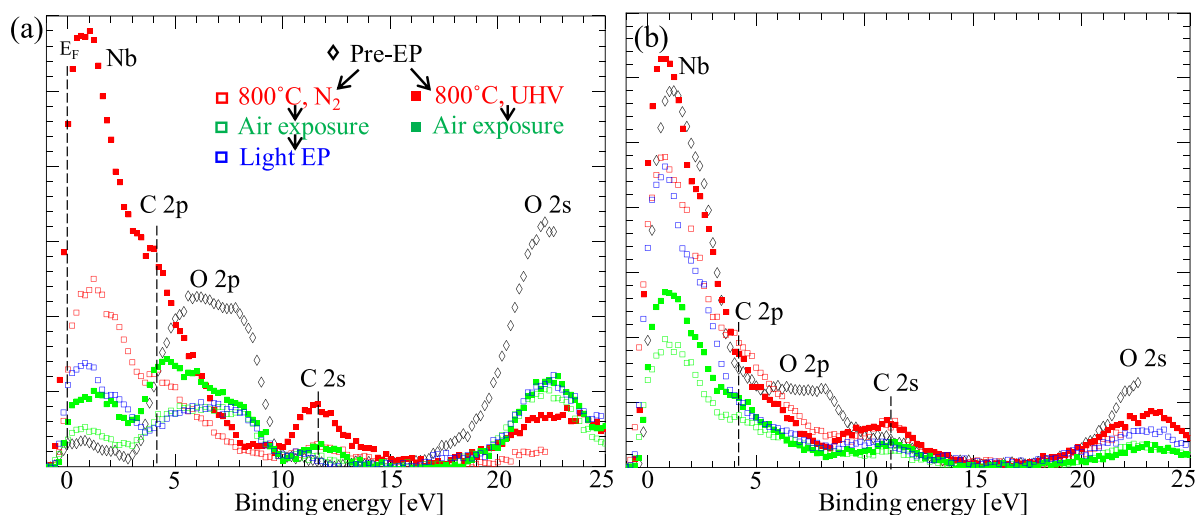 (a)
E_F
Nb
◇ Pre-EP
800°C, N₂
800°C, UHV
Air exposure
Air exposure
Light EP
C 2p
O 2p
O 2s
C 2s
0 5 10 15 20 25
Binding energy [eV]
(b)
Nb
C 2p
O 2p
C 2s
O 2s
0 5 10 15 20 25
Binding energy [eV]